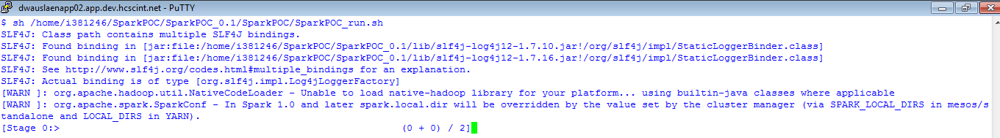 dwauslaenapp02.app.dev.hcscint.net - PuTTY
$ sh /home/i381246/SparkPOC/SparkPOC_0.1/SparkPOC/SparkPOC_run.sh
SLF4J: Class path contains multiple SLF4J bindings.
SLF4J: Found binding in [jar:file:/home/i381246/SparkPOC/SparkPOC_0.1/lib/slf4j-log4j12-1.7.10.jar!/org/slf4j/impl/StaticLoggerBinder.class]
SLF4J: Found binding in [jar:file:/home/i381246/SparkPOC/SparkPOC_0.1/lib/slf4j-log4j12-1.7.16.jar!/org/slf4j/impl/StaticLoggerBinder.class]
SLF4J: See http://www.slf4j.org/codes.html#multiple_bindings for an explanation.
SLF4J: Actual binding is of type [org.slf4j.impl.Log4jLoggerFactory]
[WARN ]: org.apache.hadoop.util.NativeCodeLoader - Unable to load native-hadoop library for your platform... using builtin-java classes where applicable
[WARN ]: org.apache.spark.SparkConf - In Spark 1.0 and later spark.local.dir will be overridden by the value set by the cluster manager (via SPARK_LOCAL_DIRS in mesos/s
tandalone and LOCAL_DIRS in YARN).
[Stage 0:> (0 + 0) / 2]